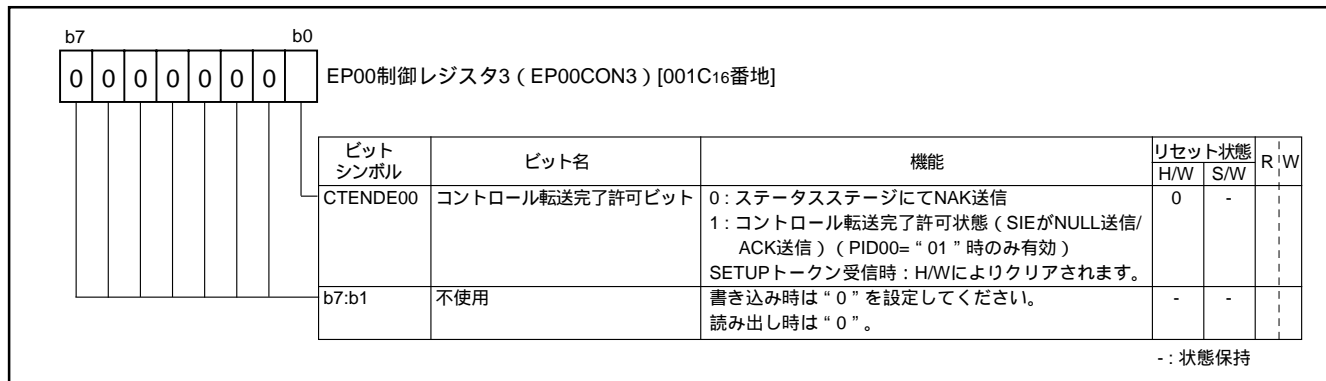 b7 b0
0 0 0 0 0 0 0
EP00制御レジスタ3（EP00CON3）[001C16番地]
ビット シンボル ビット名 機能 リセット状態 H/W S/W R W
CTENDE00 コントロール転送完了許可ビット 0：ステータスステージにてNAK送信 0 -
1：コントロール転送完了許可状態（SIEがNULL送信/
ACK送信）（PID00=“01”時のみ有効）
SETUPトークン受信時：H/Wによりクリアされます。
b7:b1 不使用 書き込み時は“0”を設定してください。 - -
読み出し時は“0”。
-：状態保持